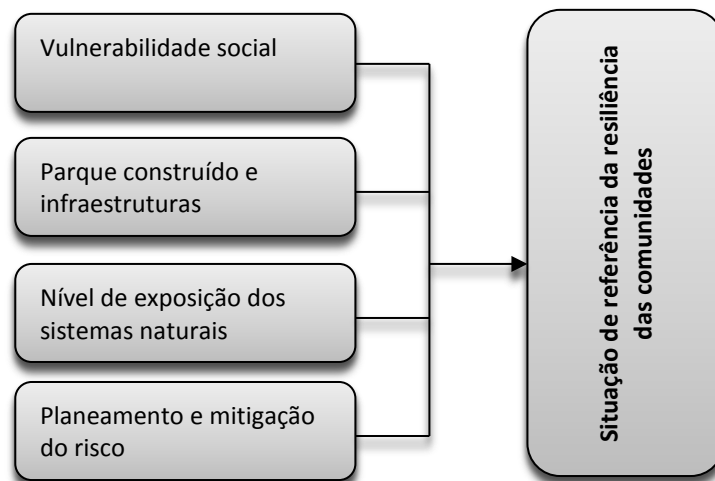 Vulnerabilidade social
Parque construído e
infraestruturas
Nível de exposição dos
sistemas naturais
Planeamento e mitigação
do risco
Situação de referência da resiliência
das comunidades